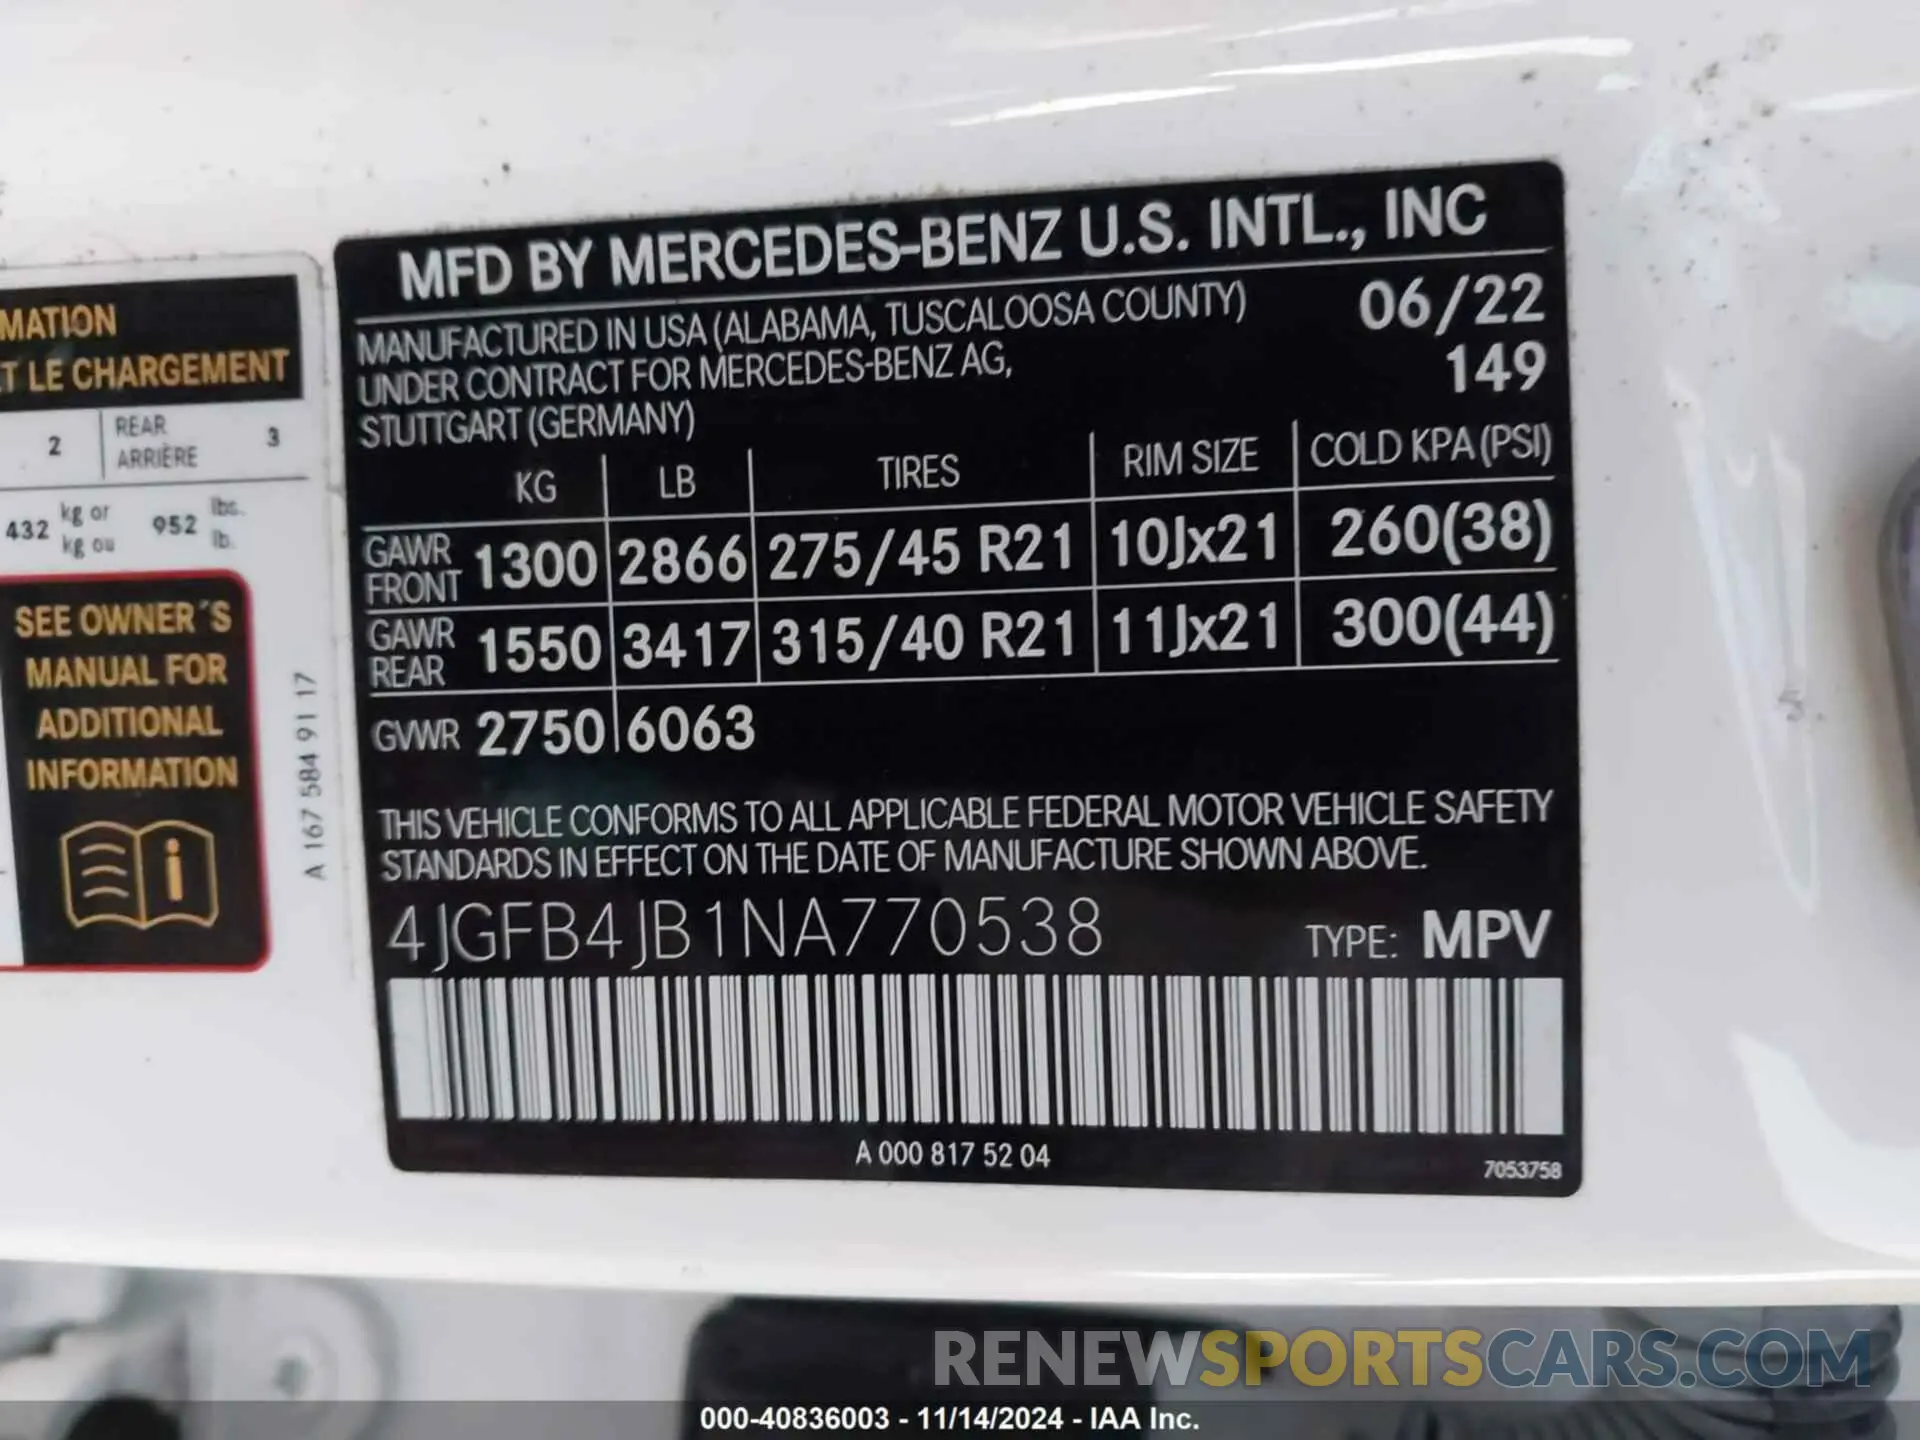 MATION
ET LE CHARGEMENT
2
REAR
ARRIÈRE
3
432 kg or
kg ou
952 lbs.
lb.
SEE OWNER´S
MANUAL FOR
ADDITIONAL
INFORMATION
A 167 584 91 17
MFD BY MERCEDES-BENZ U.S. INTL., INC
MANUFACTURED IN USA (ALABAMA, TUSCALOOSA COUNTY) 06/22
UNDER CONTRACT FOR MERCEDES-BENZ AG, 149
STUTTGART (GERMANY)
KG LB TIRES RIM SIZE COLD KPA (PSI)
GAWR
FRONT 1300 2866 275/45 R21 10Jx21 260(38)
GAWR
REAR 1550 3417 315/40 R21 11Jx21 300(44)
GVWR 2750 6063
THIS VEHICLE CONFORMS TO ALL APPLICABLE FEDERAL MOTOR VEHICLE SAFETY
STANDARDS IN EFFECT ON THE DATE OF MANUFACTURE SHOWN ABOVE.
4JGFB4JB1NA770538 TYPE: MPV
A 000 817 52 04
7053758
RENEWSPORTSCARS.COM
000-40836003 - 11/14/2024 - IAA Inc.